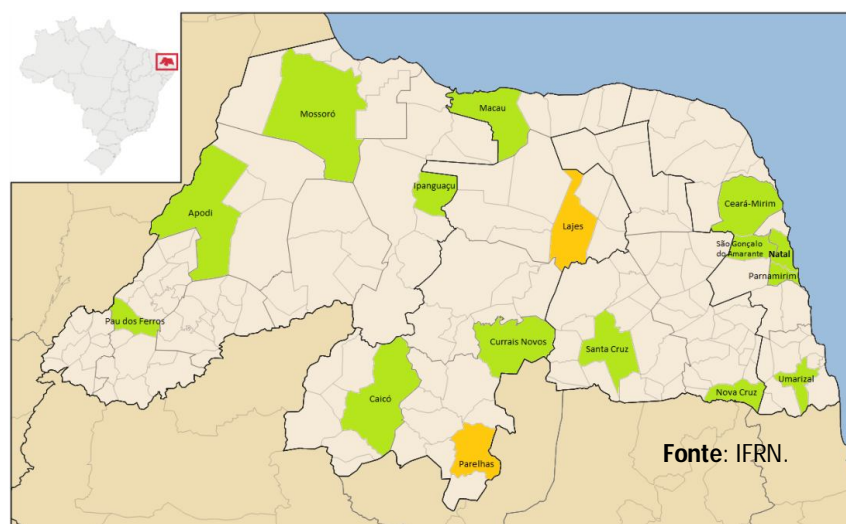 Mossoró
Macau
Ipanguaçu
Apodi
Lajes
Ceará-Mirim
São Gonçalo
do Amarante
Natal
Parnamirim
Pau dos Ferros
Currais Novos
Santa Cruz
Umarizal
Caicó
Nova Cruz
Parelhas
Fonte: IFRN.